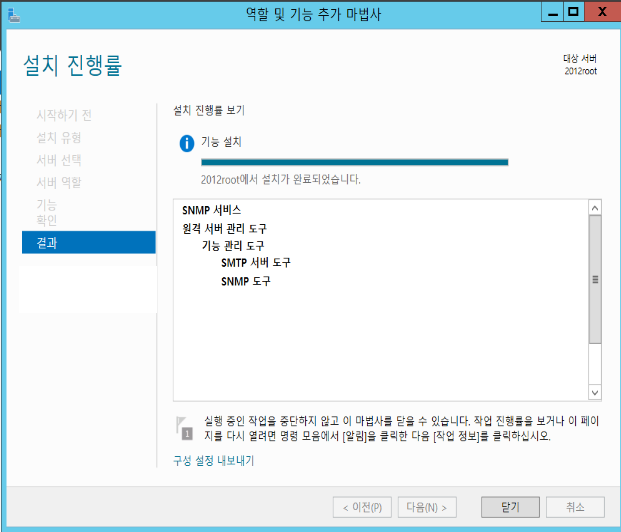 역할 및 기능 추가 마법사
설치 진행률
대상 서버
2012root
시작하기 전
설치 유형
서버 선택
서버 역할
기능
확인
결과
설치 진행률 보기
기능 설치
2012root에서 설치가 완료되었습니다.
SNMP 서비스
원격 서버 관리 도구
기능 관리 도구
SMTP 서버 도구
SNMP 도구
1
실행 중인 작업을 중단하지 않고 이 마법사를 닫을 수 있습니다. 작업 진행률을 보거나 이 페이
지를 다시 열려면 명령 모음에서 [알림]을 클릭한 다음 [작업 정보]를 클릭하십시오.
구성 설정 내보내기
< 이전(P)
다음(N) >
닫기
취소